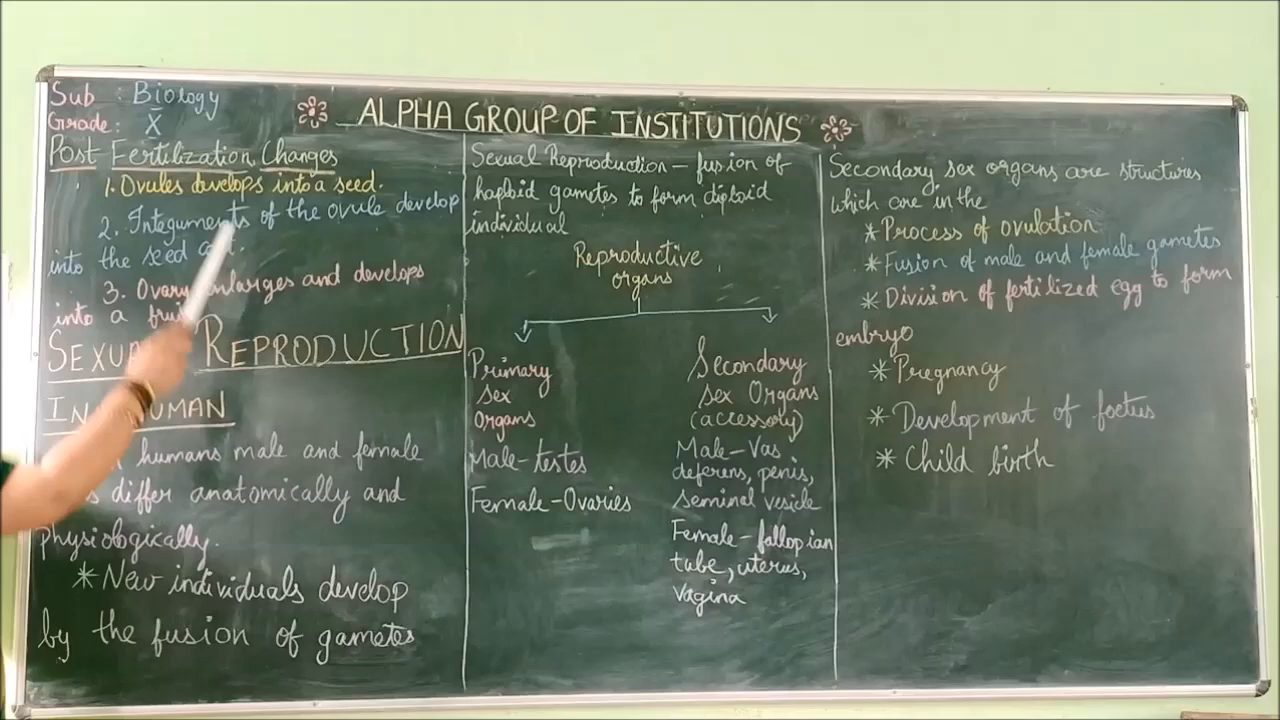 Sub : Biology
Grade: X
ALPHA GROUP OF INSTITUTIONS
Post Fertilization Changes
1. Ovules develops into a seed.
2. Integuments of the ovule develop
into the seed
3. Ovary enlarges and develops
into a
REPRODUCTION
HUMAN
humans male and female
differ anatomically and
physiologically.
* New individuals develop
by the fusion of gametes
Sexual Reproduction – fusion of
haploid gametes to form diploid
individual
Reproductive
organs
Primary
sex
organs
Male-testes
Female-Ovaries
Secondary
sex Organs
(accessory)
Male-Vas
deferens, penis,
seminal vesicle
Female-fallopian
tube, uterus,
vagina
Secondary sex organs are structures
which are in the
* Process of ovulation
* Fusion of male and female gametes
* Division of fertilized egg to form
embryo
* Pregnancy
* Development of foetus
* Child birth